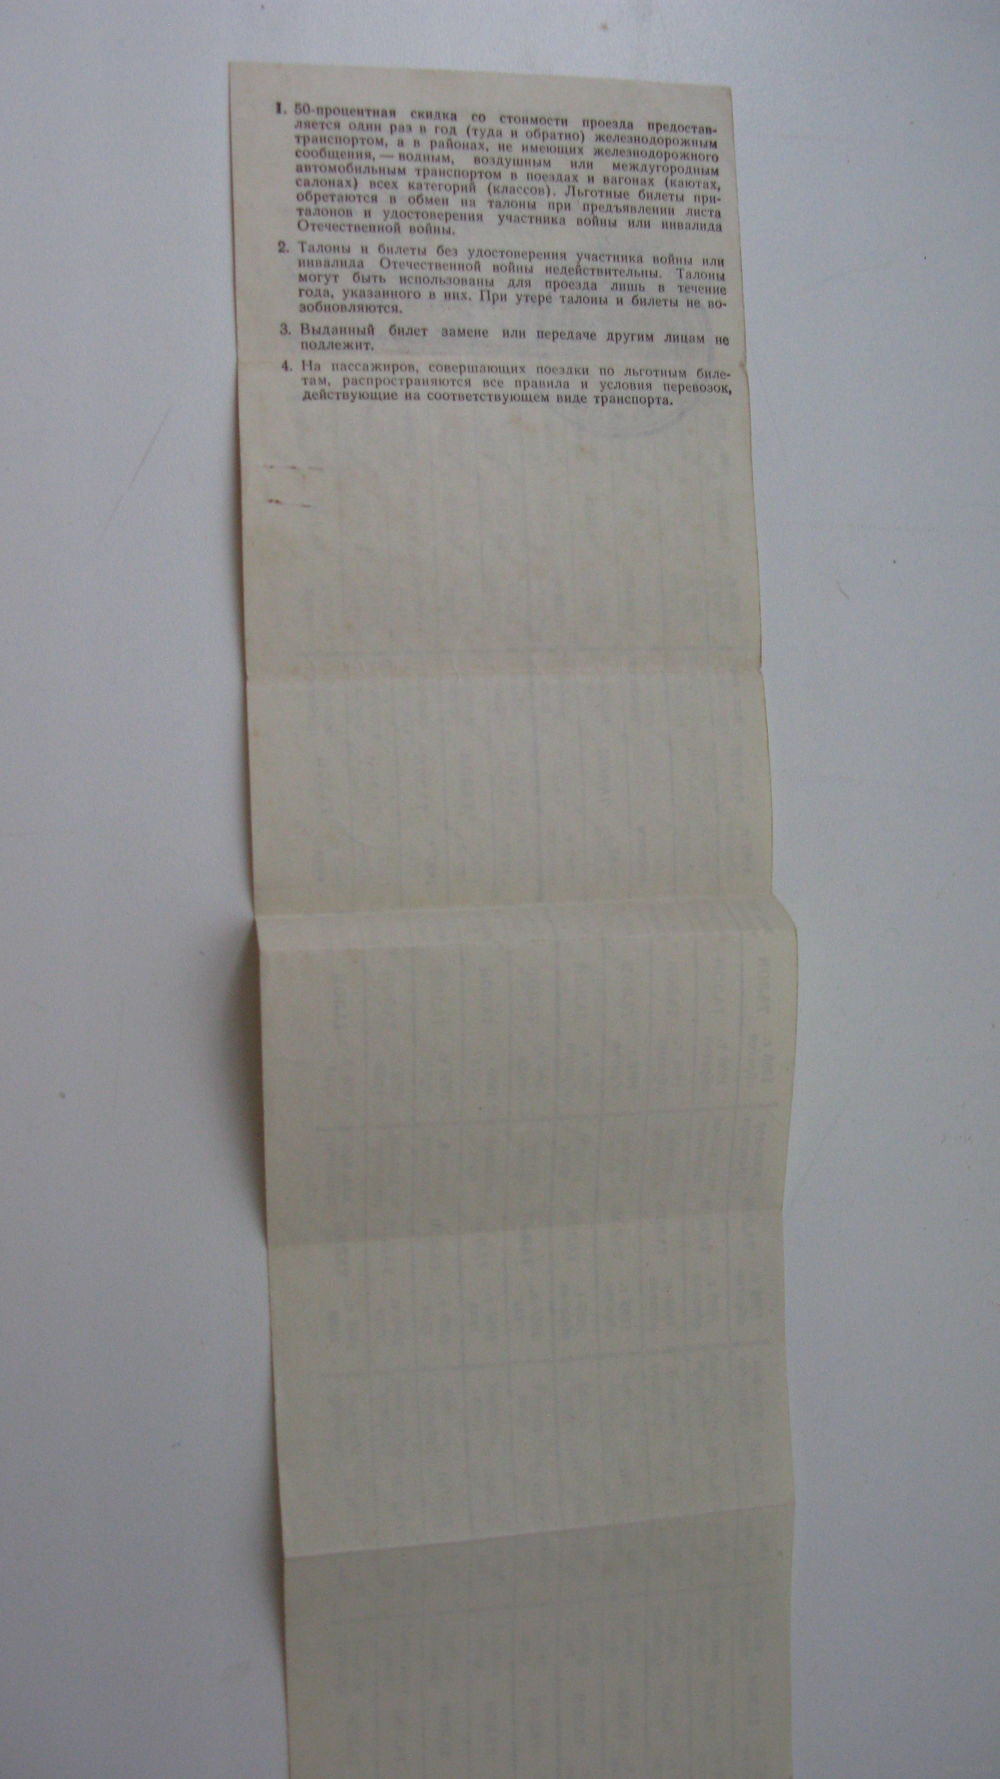 1. 50-процентная скидка со стоимости проезда предостав-
ляется один раз в год (туда и обратно) железнодорожным
транспортом, а в районах, не имеющих железнодорожного
сообщения, — водным, воздушным или междугородным
автомобильным транспортом в поездах и вагонах (каютах,
салонах) всех категорий (классов). Льготные билеты при-
обретаются в обмен на талоны при предъявлении листа
талонов и удостоверения участника войны или инвалида
Отечественной войны.
2. Талоны и билеты без удостоверения участника войны или
инвалида Отечественной войны недействительны. Талоны
могут быть использованы для проезда лишь в течение
года, указанного в них. При утере талоны и билеты не во-
зобновляются.
3. Выданный билет замене или передаче другим лицам не
подлежит.
4. На пассажиров, совершающих поездки по льготным биле-
там, распространяются все правила и условия перевозок,
действующие на соответствующем виде транспорта.